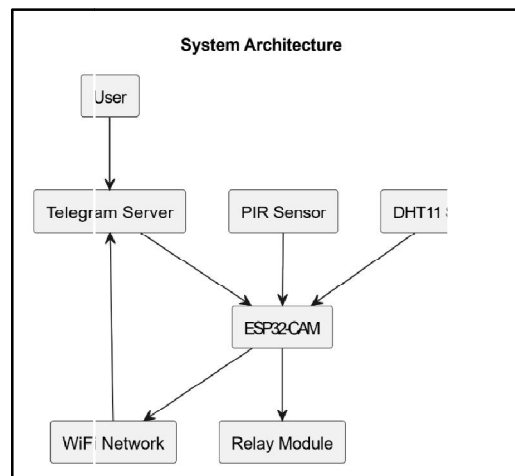 System Architecture
User
Telegram Server
PIR Sensor
DHT11
ESP32-CAM
WiFi Network
Relay Module